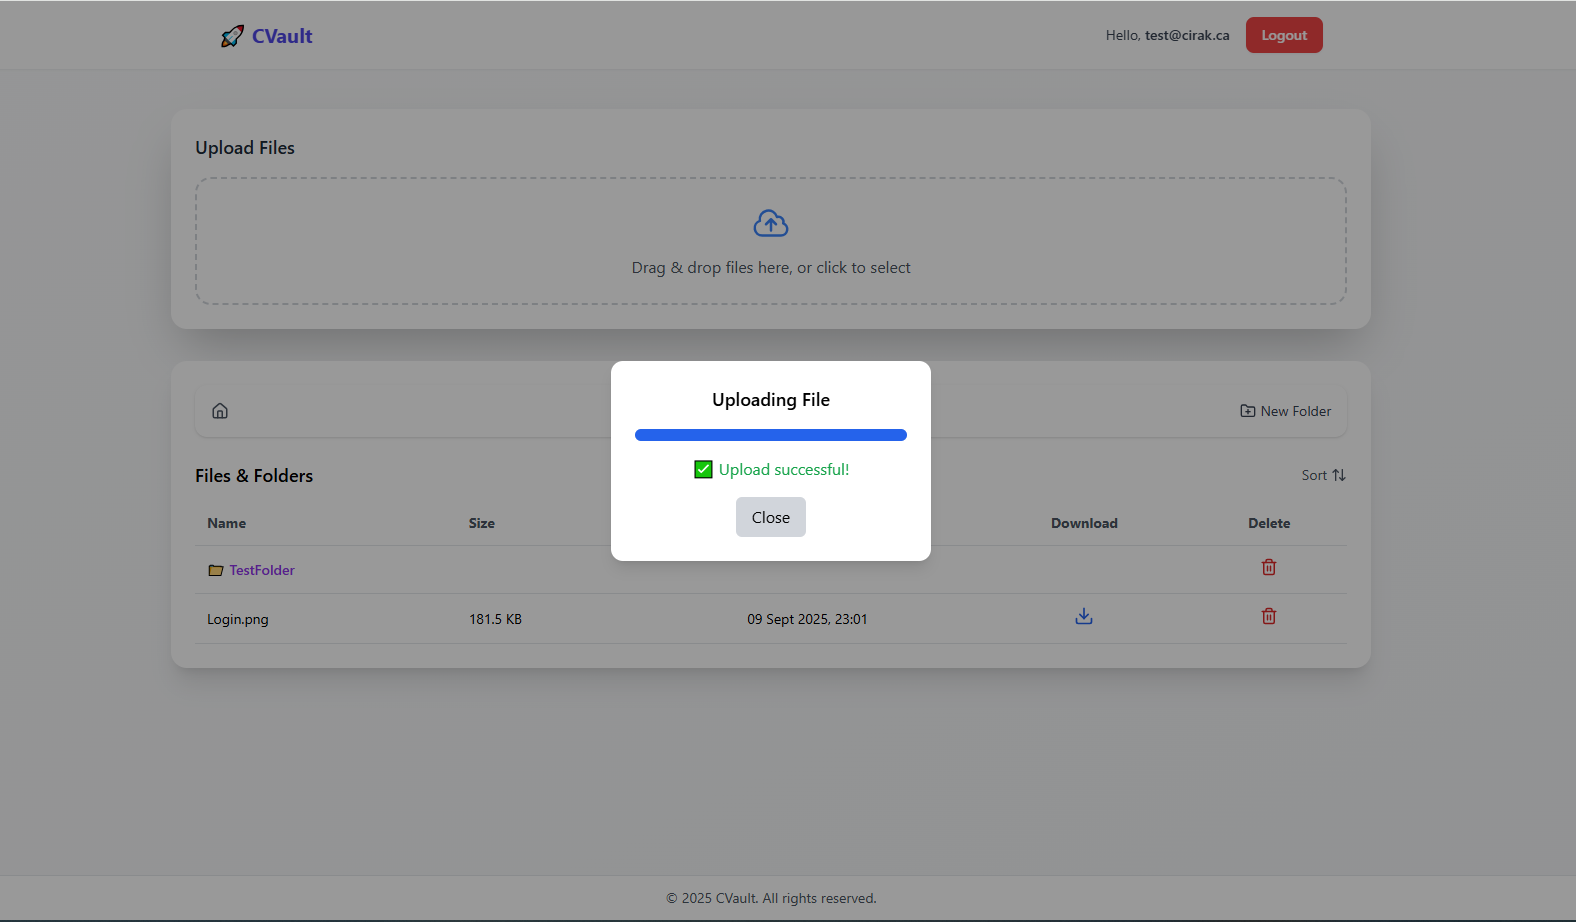 🚀 CVault
Hello, test@cirak.ca
Logout
Upload Files
Drag & drop files here, or click to select
New Folder
Uploading File
✅ Upload successful!
Close
Files & Folders
Sort
Name Size Download Delete
TestFolder
Login.png 181.5 KB 09 Sept 2025, 23:01
© 2025 CVault. All rights reserved.